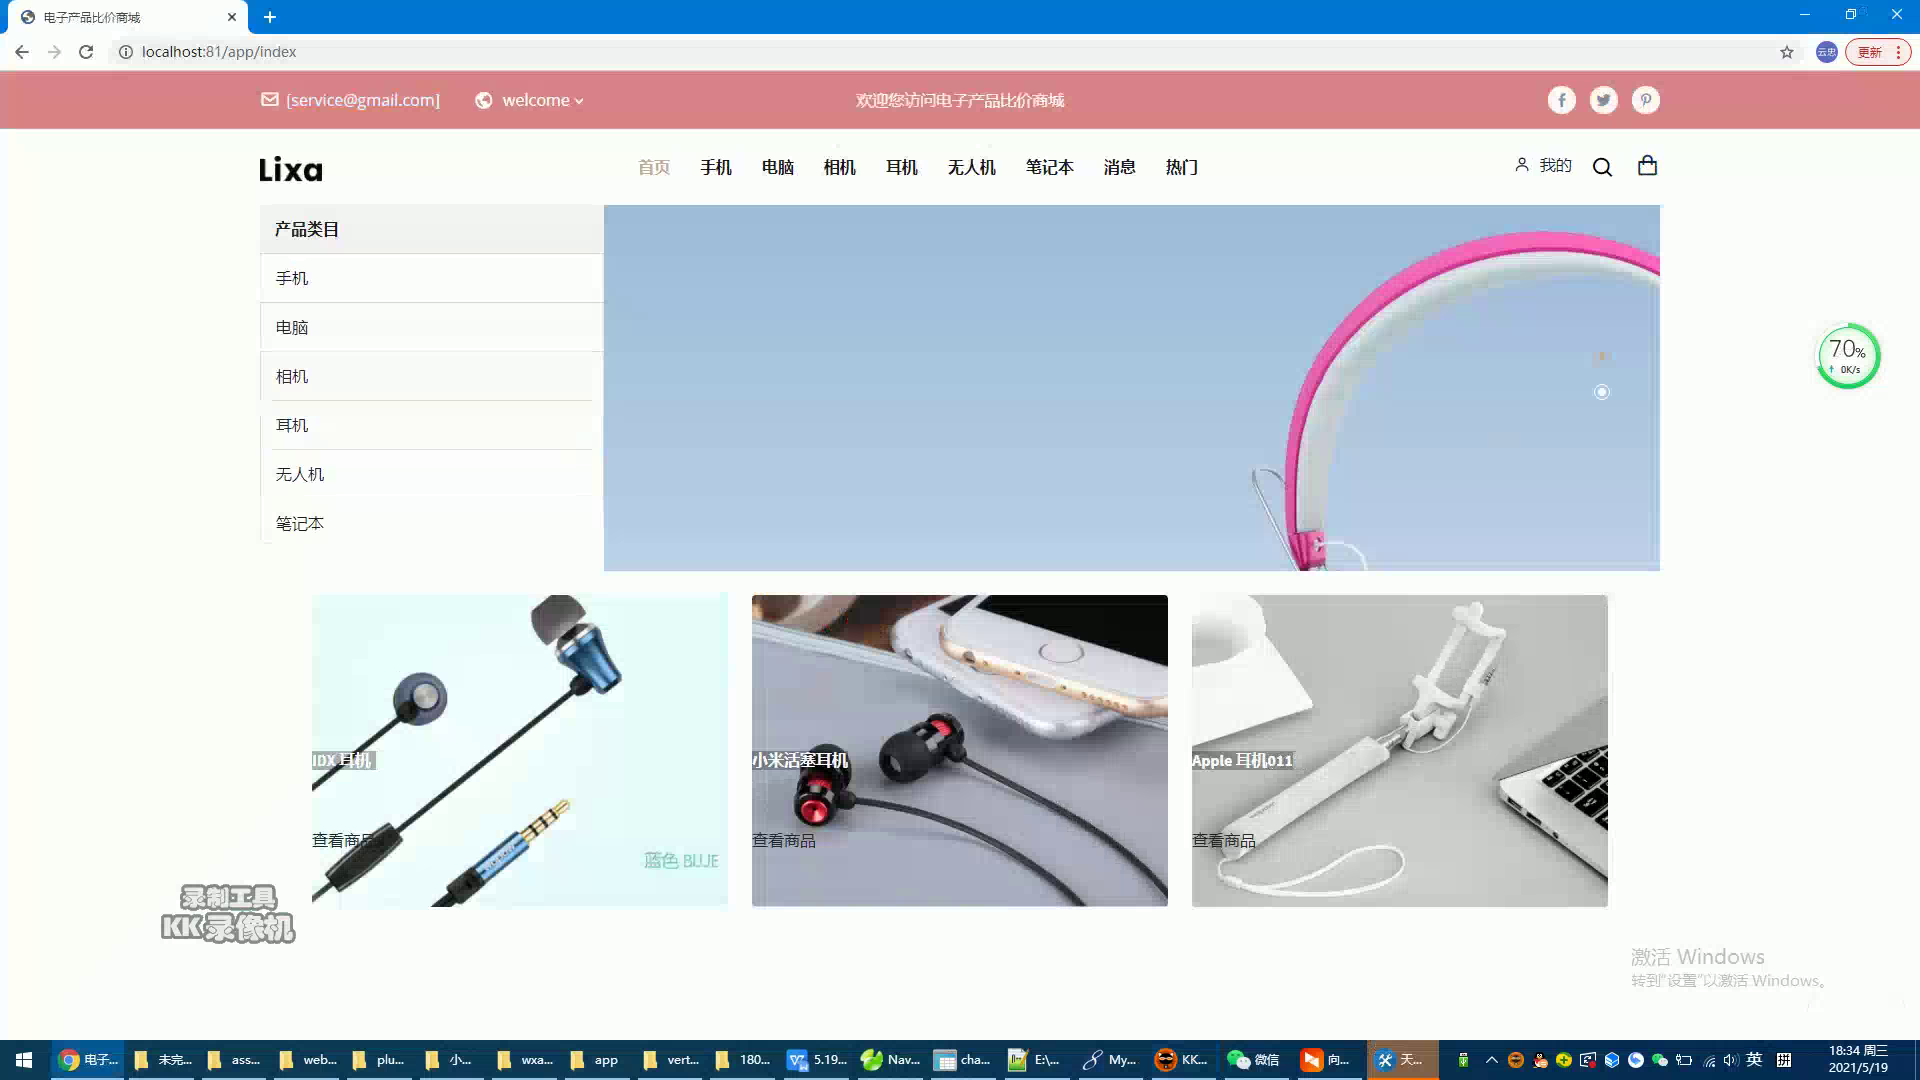 电子产品比价商城
localhost:81/app/index
更新
[service@gmail.com]
welcome
欢迎您访问电子产品比价商城
Lixa
首页 手机 电脑 相机 耳机 无人机 笔记本 消息 热门
我的
产品类目
手机
电脑
相机
耳机
无人机
笔记本
70%
0K/s
IDX 耳机
查看商品
蓝色 BLUE
小米活塞耳机
查看商品
Apple 耳机011
查看商品
录制工具
KK录像机
激活 Windows
转到"设置"以激活 Windows。
电子... 未完... ass... web... plu... 小... wxa... app vert... 180... 5.19... Nav... cha... E:\... My... KK... 微信 向... 天...
英
拼
18:34 周三
2021/5/19